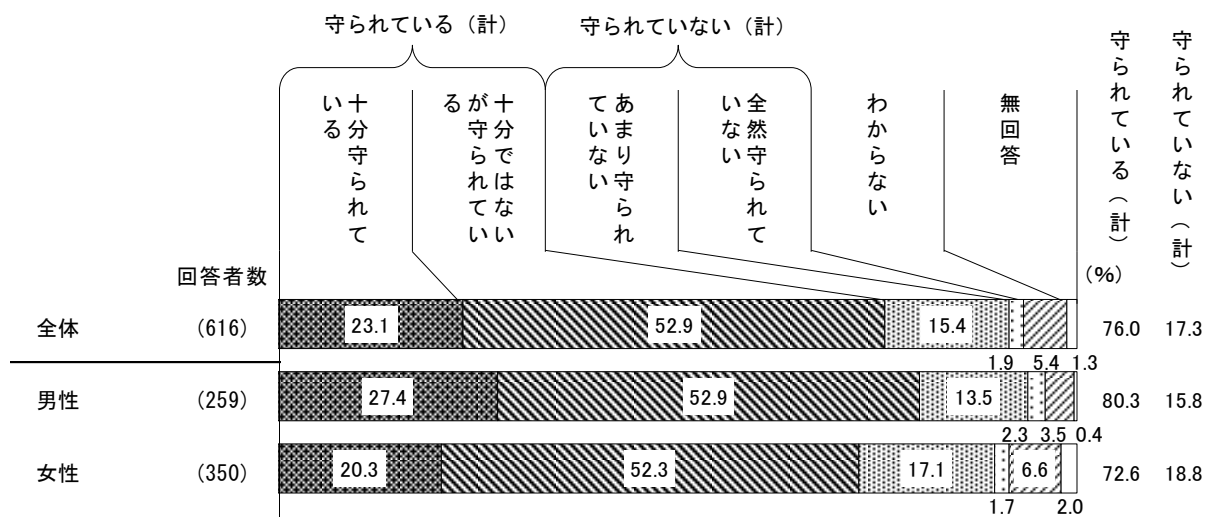 守られている（計）　守られていない（計）
十分守られて
いる
十分ではない
が守られてい
る
あまり守られ
ていない
全然守られて
いない
わからない
無回答
守られている（計）
守られていない（計）
回答者数
(%)
全体　(616)　23.1　52.9　15.4　76.0　17.3
1.9　5.4　1.3
男性　(259)　27.4　52.9　13.5　80.3　15.8
2.3　3.5　0.4
女性　(350)　20.3　52.3　17.1　6.6　72.6　18.8
1.7　2.0